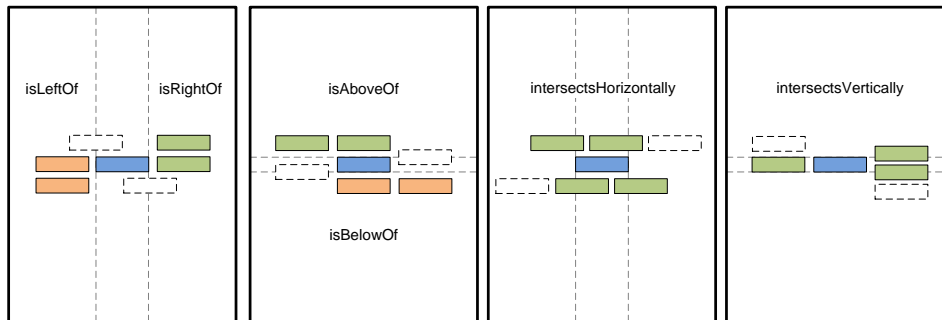 isLeftOf
isRightOf
isAboveOf
isBelowOf
intersectsHorizontally
intersectsVertically